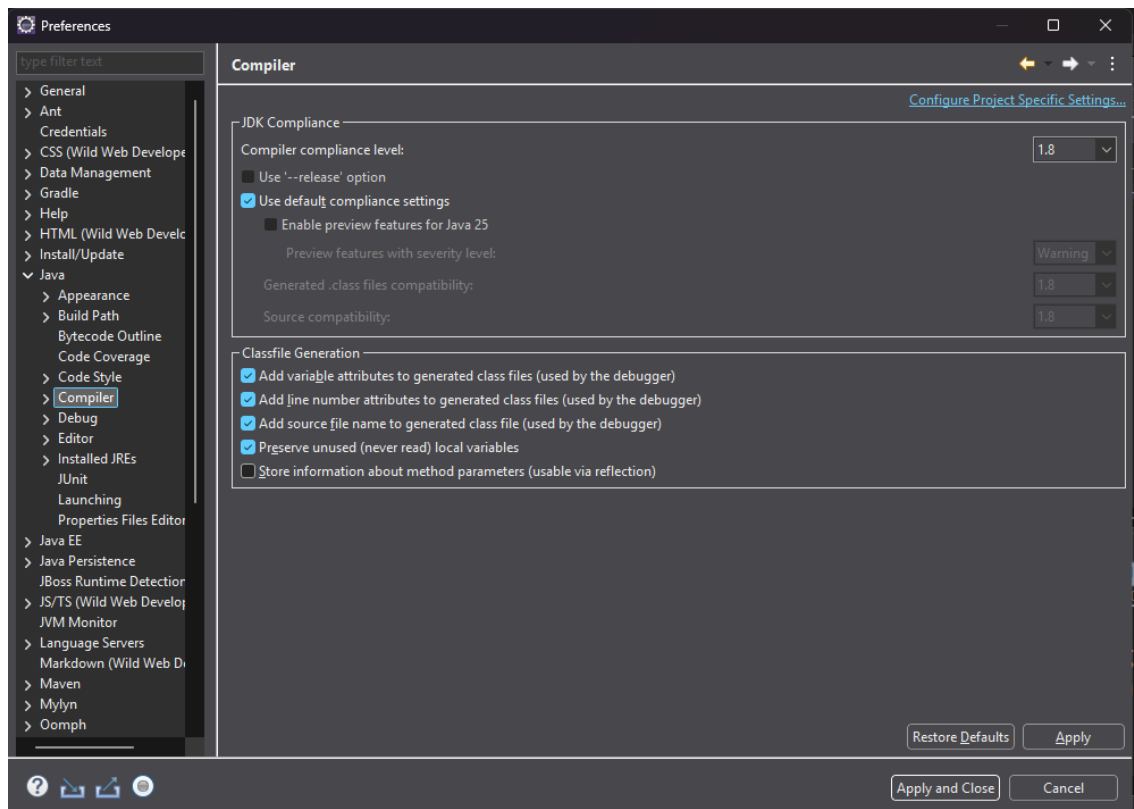 Preferences
type filter text
General
Ant
Credentials
CSS (Wild Web Develope
Data Management
Gradle
Help
HTML (Wild Web Develc
Install/Update
Java
Appearance
Build Path
Bytecode Outline
Code Coverage
Code Style
Compiler
Debug
Editor
Installed JREs
JUnit
Launching
Properties Files Editor
Java EE
Java Persistence
JBoss Runtime Detection
JS/TS (Wild Web Develop
JVM Monitor
Language Servers
Markdown (Wild Web De
Maven
Mylyn
Oomph
Compiler
Configure Project Specific Settings...
JDK Compliance
Compiler compliance level: 1.8
Use '--release' option
Use default compliance settings
Enable preview features for Java 25
Preview features with severity level: Warning
Generated .class files compatibility: 1.8
Source compatibility: 1.8
Classfile Generation
Add variable attributes to generated class files (used by the debugger)
Add line number attributes to generated class files (used by the debugger)
Add source file name to generated class file (used by the debugger)
Preserve unused (never read) local variables
Store information about method parameters (usable via reflection)
Restore Defaults Apply
Apply and Close Cancel